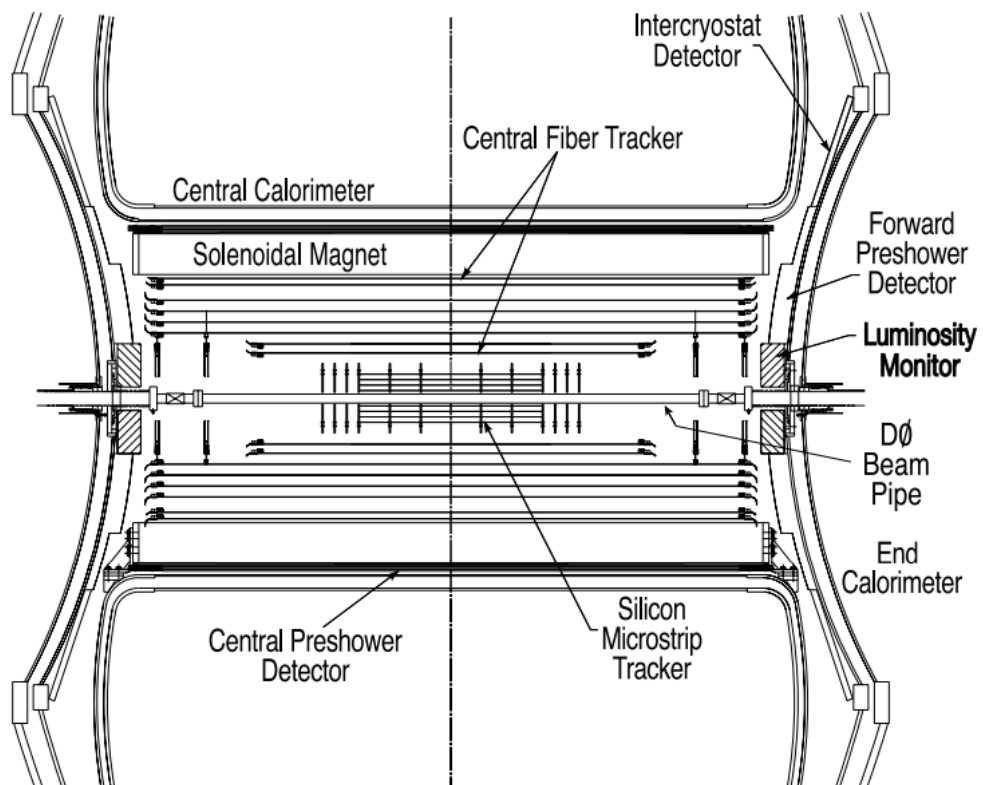 Intercryostat
Detector
Central Fiber Tracker
Central Calorimeter
Solenoidal Magnet
Forward
Preshower
Detector
Luminosity
Monitor
DØ
Beam
Pipe
End
Calorimeter
Silicon
Microstrip
Tracker
Central Preshower
Detector